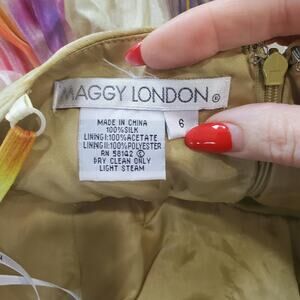 MAGGY LONDON®
MADE IN CHINA
100%SILK
LINING I:100%ACETATE
LINING II:100%POLYESTER
RN 58142 ©
DRY CLEAN ONLY
LIGHT STEAM
6